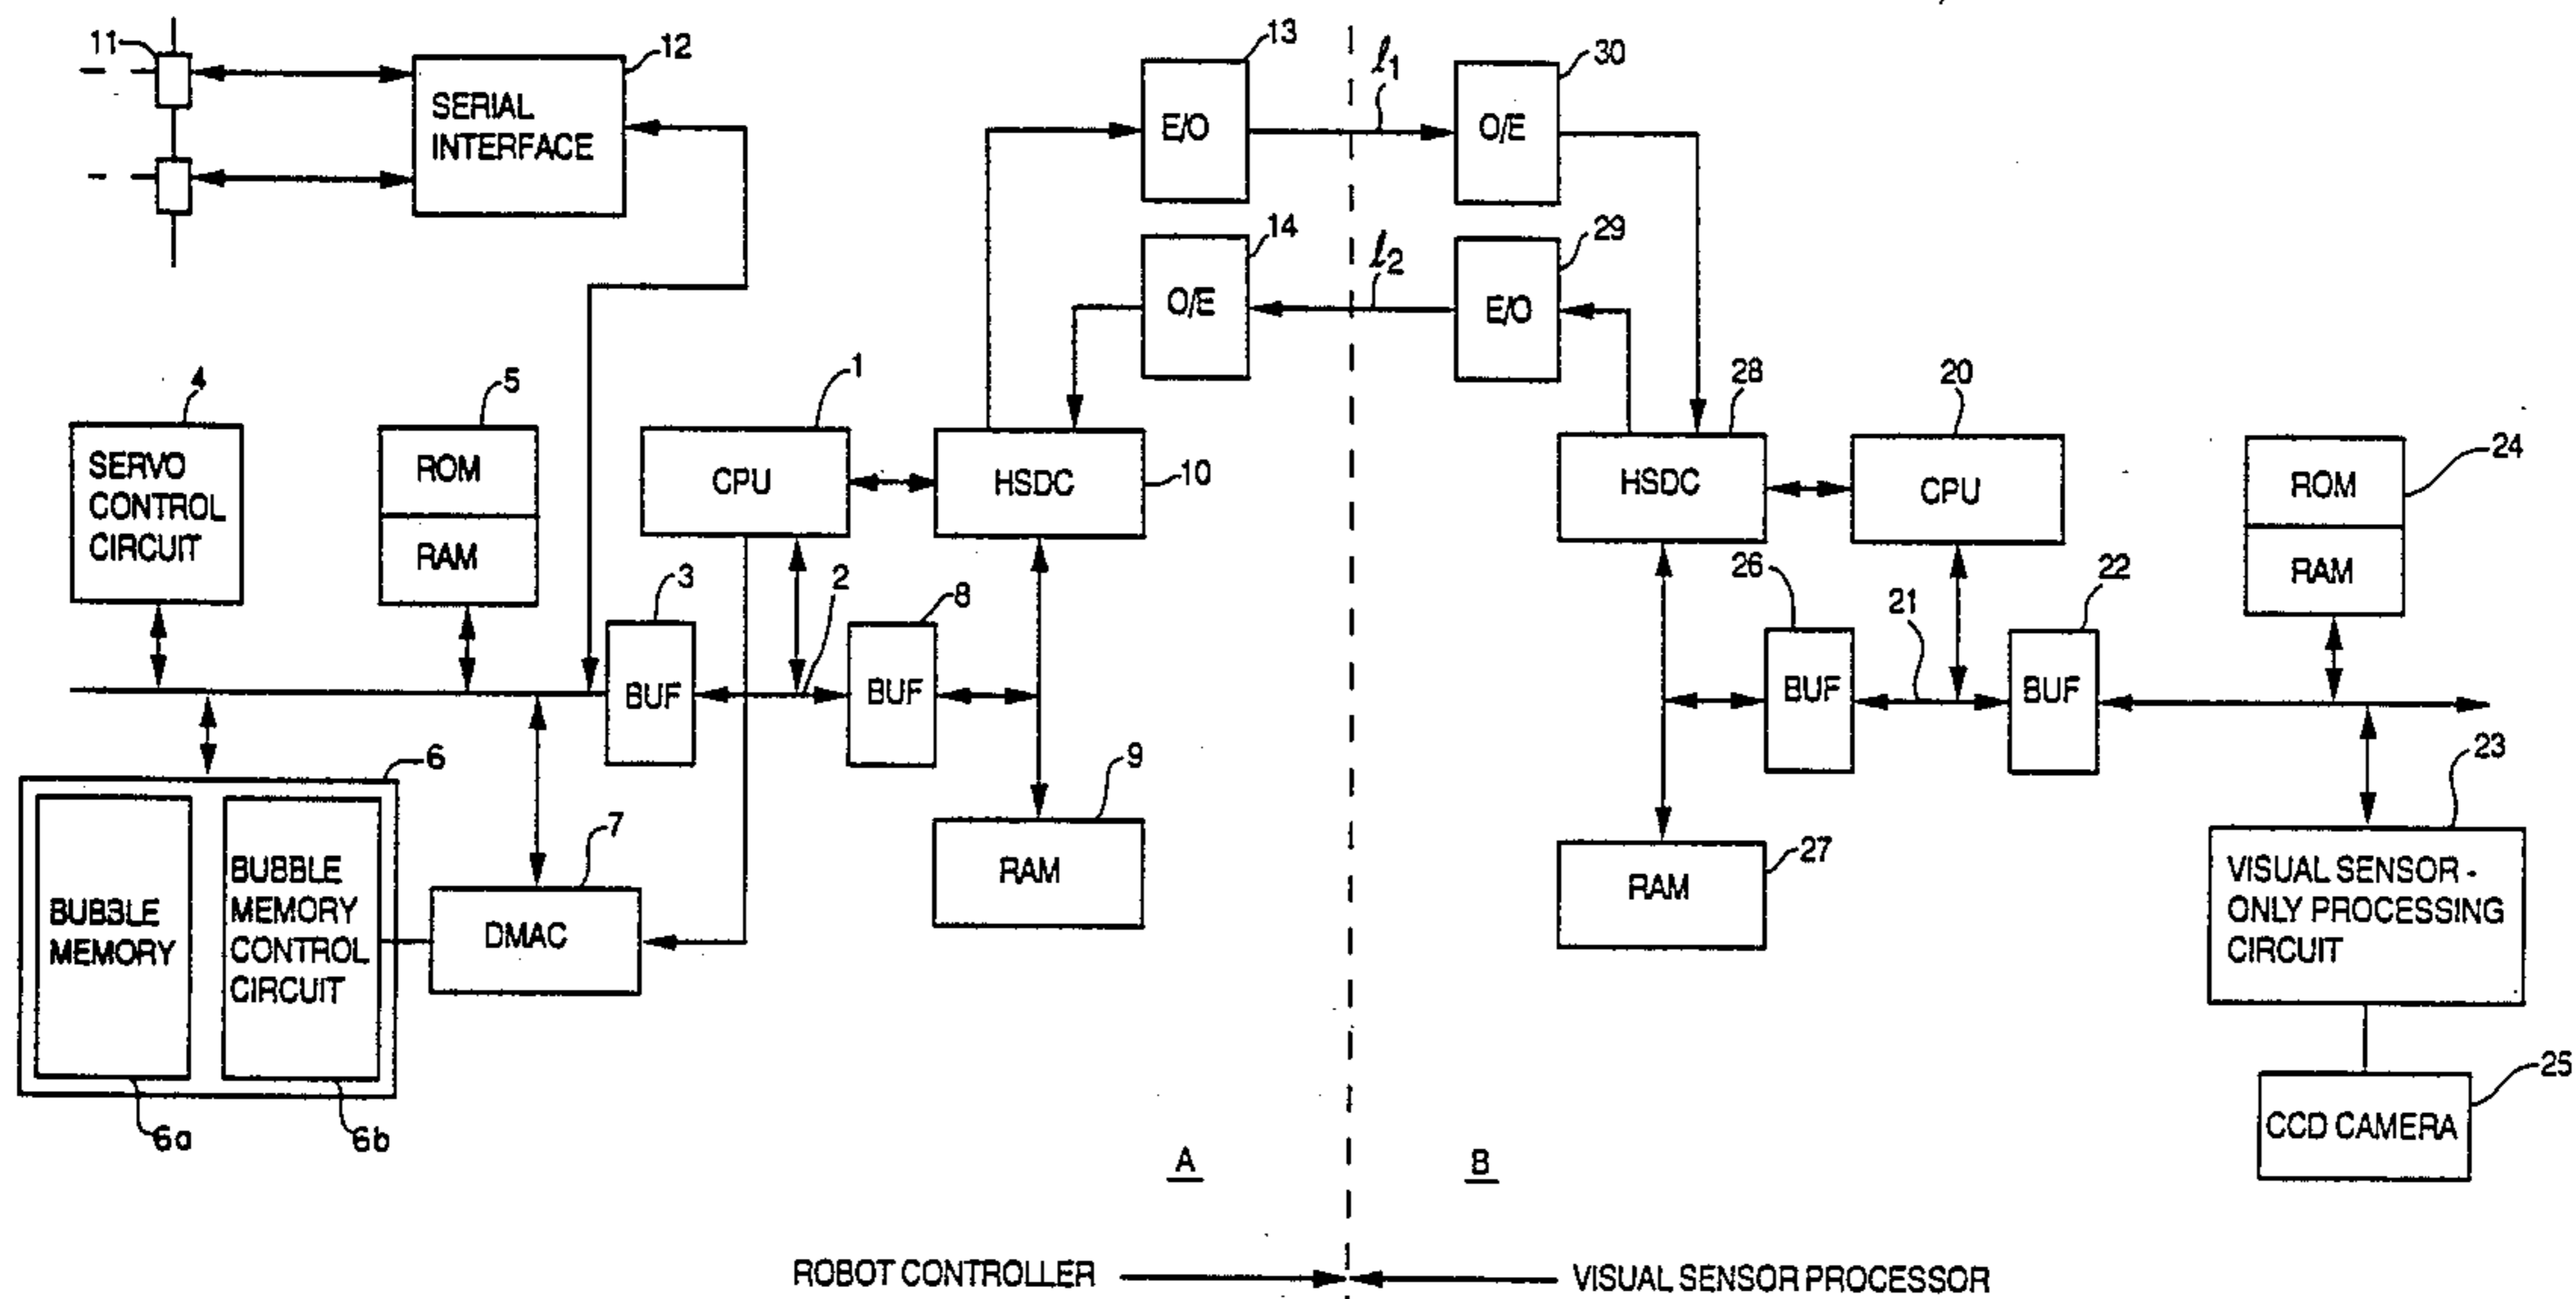 11
12
SERIAL
INTERFACE
13
E/O
l1
30
O/E
14
O/E
l2
29
E/O
4
SERVO
CONTROL
CIRCUIT
5
ROM
RAM
1
CPU
HSDC
10
28
HSDC
20
CPU
24
ROM
RAM
3
BUF
2
8
BUF
26
BUF
21
22
BUF
6
BUBBLE
MEMORY
BUBBLE
MEMORY
CONTROL
CIRCUIT
6a
6b
7
DMAC
9
RAM
27
RAM
23
VISUAL SENSOR -
ONLY PROCESSING
CIRCUIT
25
CCD CAMERA
A
B
ROBOT CONTROLLER
VISUAL SENSOR PROCESSOR